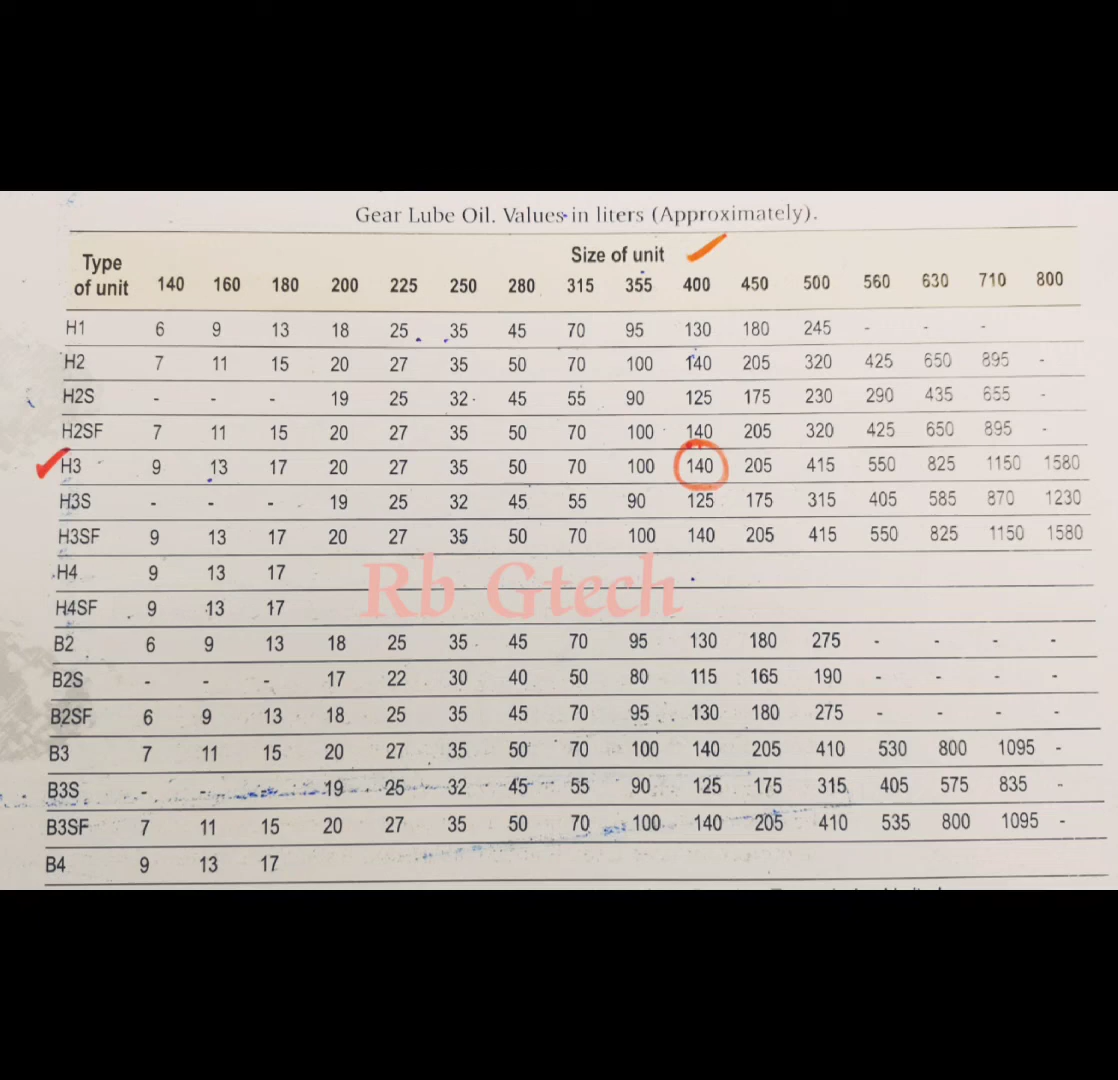 Gear Lube Oil. Values in liters (Approximately).
Size of unit
Type of unit 140 160 180 200 225 250 280 315 355 400 450 500 560 630 710 800
H1 6 9 13 18 25 35 45 70 95 130 180 245 - - -
H2 7 11 15 20 27 35 50 70 100 140 205 320 425 650 895 -
H2S - - - 19 25 32 45 55 90 125 175 230 290 435 655 -
H2SF 7 11 15 20 27 35 50 70 100 140 205 320 425 650 895 -
H3 9 13 17 20 27 35 50 70 100 140 205 415 550 825 1150 1580
H3S - - - 19 25 32 45 55 90 125 175 315 405 585 870 1230
H3SF 9 13 17 20 27 35 50 70 100 140 205 415 550 825 1150 1580
H4 9 13 17
H4SF 9 13 17
Rb Gtech
B2 6 9 13 18 25 35 45 70 95 130 180 275 - - - -
B2S - - - 17 22 30 40 50 80 115 165 190 - - - -
B2SF 6 9 13 18 25 35 45 70 95 130 180 275 - - - -
B3 7 11 15 20 27 35 50 70 100 140 205 410 530 800 1095 -
B3S - - - 19 25 32 45 55 90 125 175 315 405 575 835 -
B3SF 7 11 15 20 27 35 50 70 100 140 205 410 535 800 1095 -
B4 9 13 17